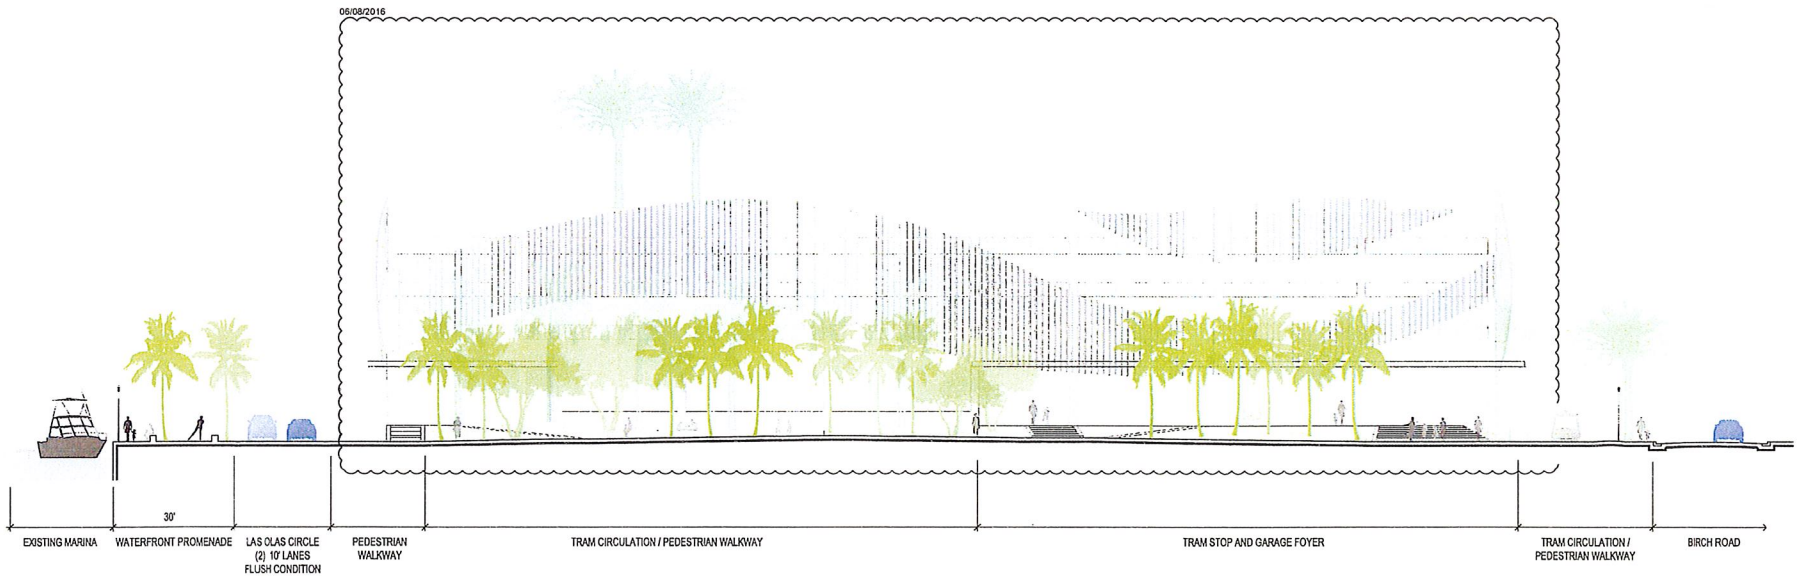 06/08/2016
30'
EXISTING MARINA
WATERFRONT PROMENADE
LAS OLAS CIRCLE
(2) 10' LANES
FLUSH CONDITION
PEDESTRIAN
WALKWAY
TRAM CIRCULATION / PEDESTRIAN WALKWAY
TRAM STOP AND GARAGE FOYER
TRAM CIRCULATION /
PEDESTRIAN WALKWAY
BIRCH ROAD